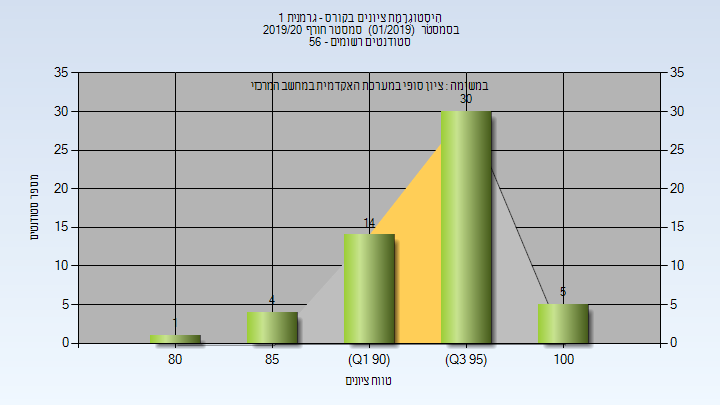 היסטוגרמת ציונים בקורס - גרמנית 1
בסמסטר (01/2019) סמסטר חורף 2019/20
סטודנטים רשומים - 56
במשימה : ציון סופי במערכת האקדמית במחשב המרכזי
35 35
30 30
25 25
20 20
15 15
10 10
5 5
0 0
1 4 14 30 5
80 85 (Q1 90) (Q3 95) 100
מספר סטודנטים
טווח ציונים